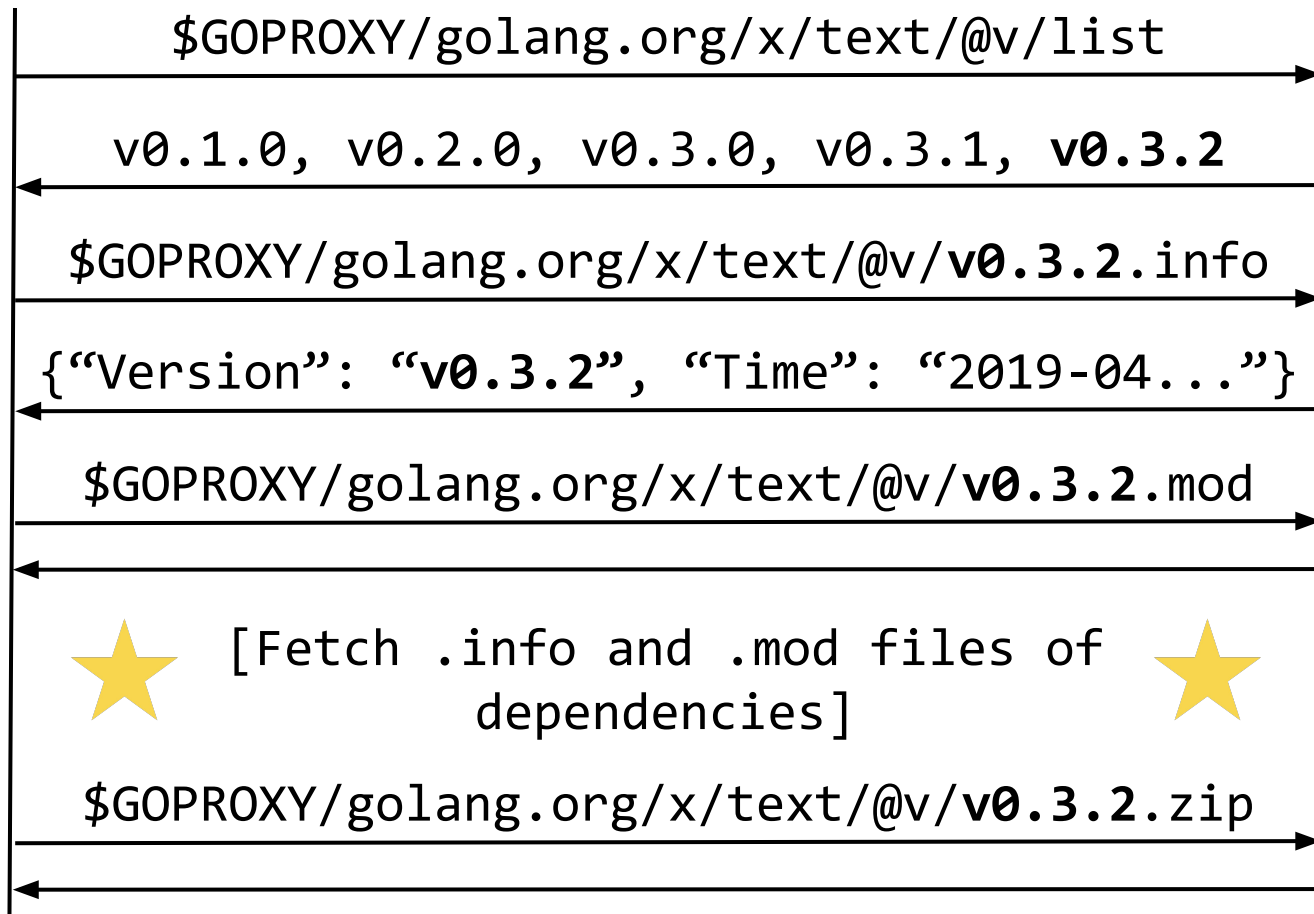 $GOPROXY/golang.org/x/text/@v/list
v0.1.0, v0.2.0, v0.3.0, v0.3.1, v0.3.2
$GOPROXY/golang.org/x/text/@v/v0.3.2.info
{“Version”: “v0.3.2”, “Time”: “2019-04...”}
$GOPROXY/golang.org/x/text/@v/v0.3.2.mod
[Fetch .info and .mod files of
dependencies]
$GOPROXY/golang.org/x/text/@v/v0.3.2.zip